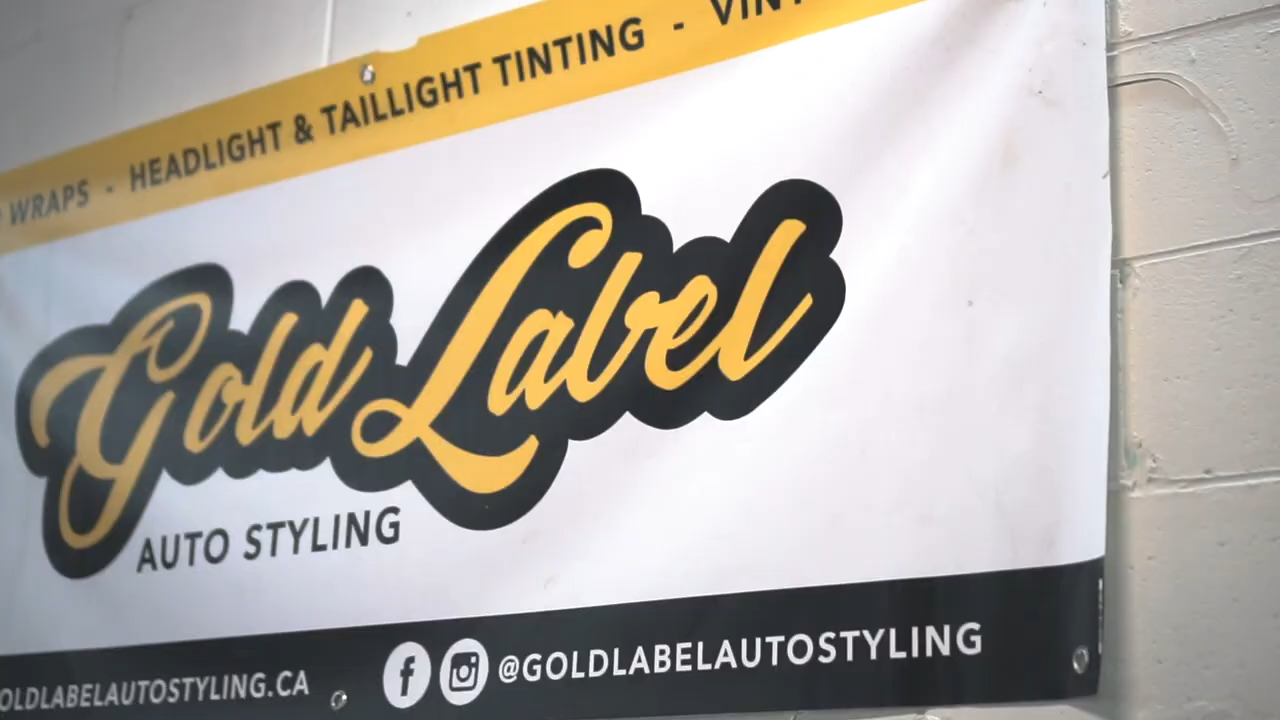 WRAPS - HEADLIGHT & TAILLIGHT TINTING -
Gold Label
AUTO STYLING
OLDLABELAUTOSTYLING.CA @GOLDLABELAUTOSTYLING